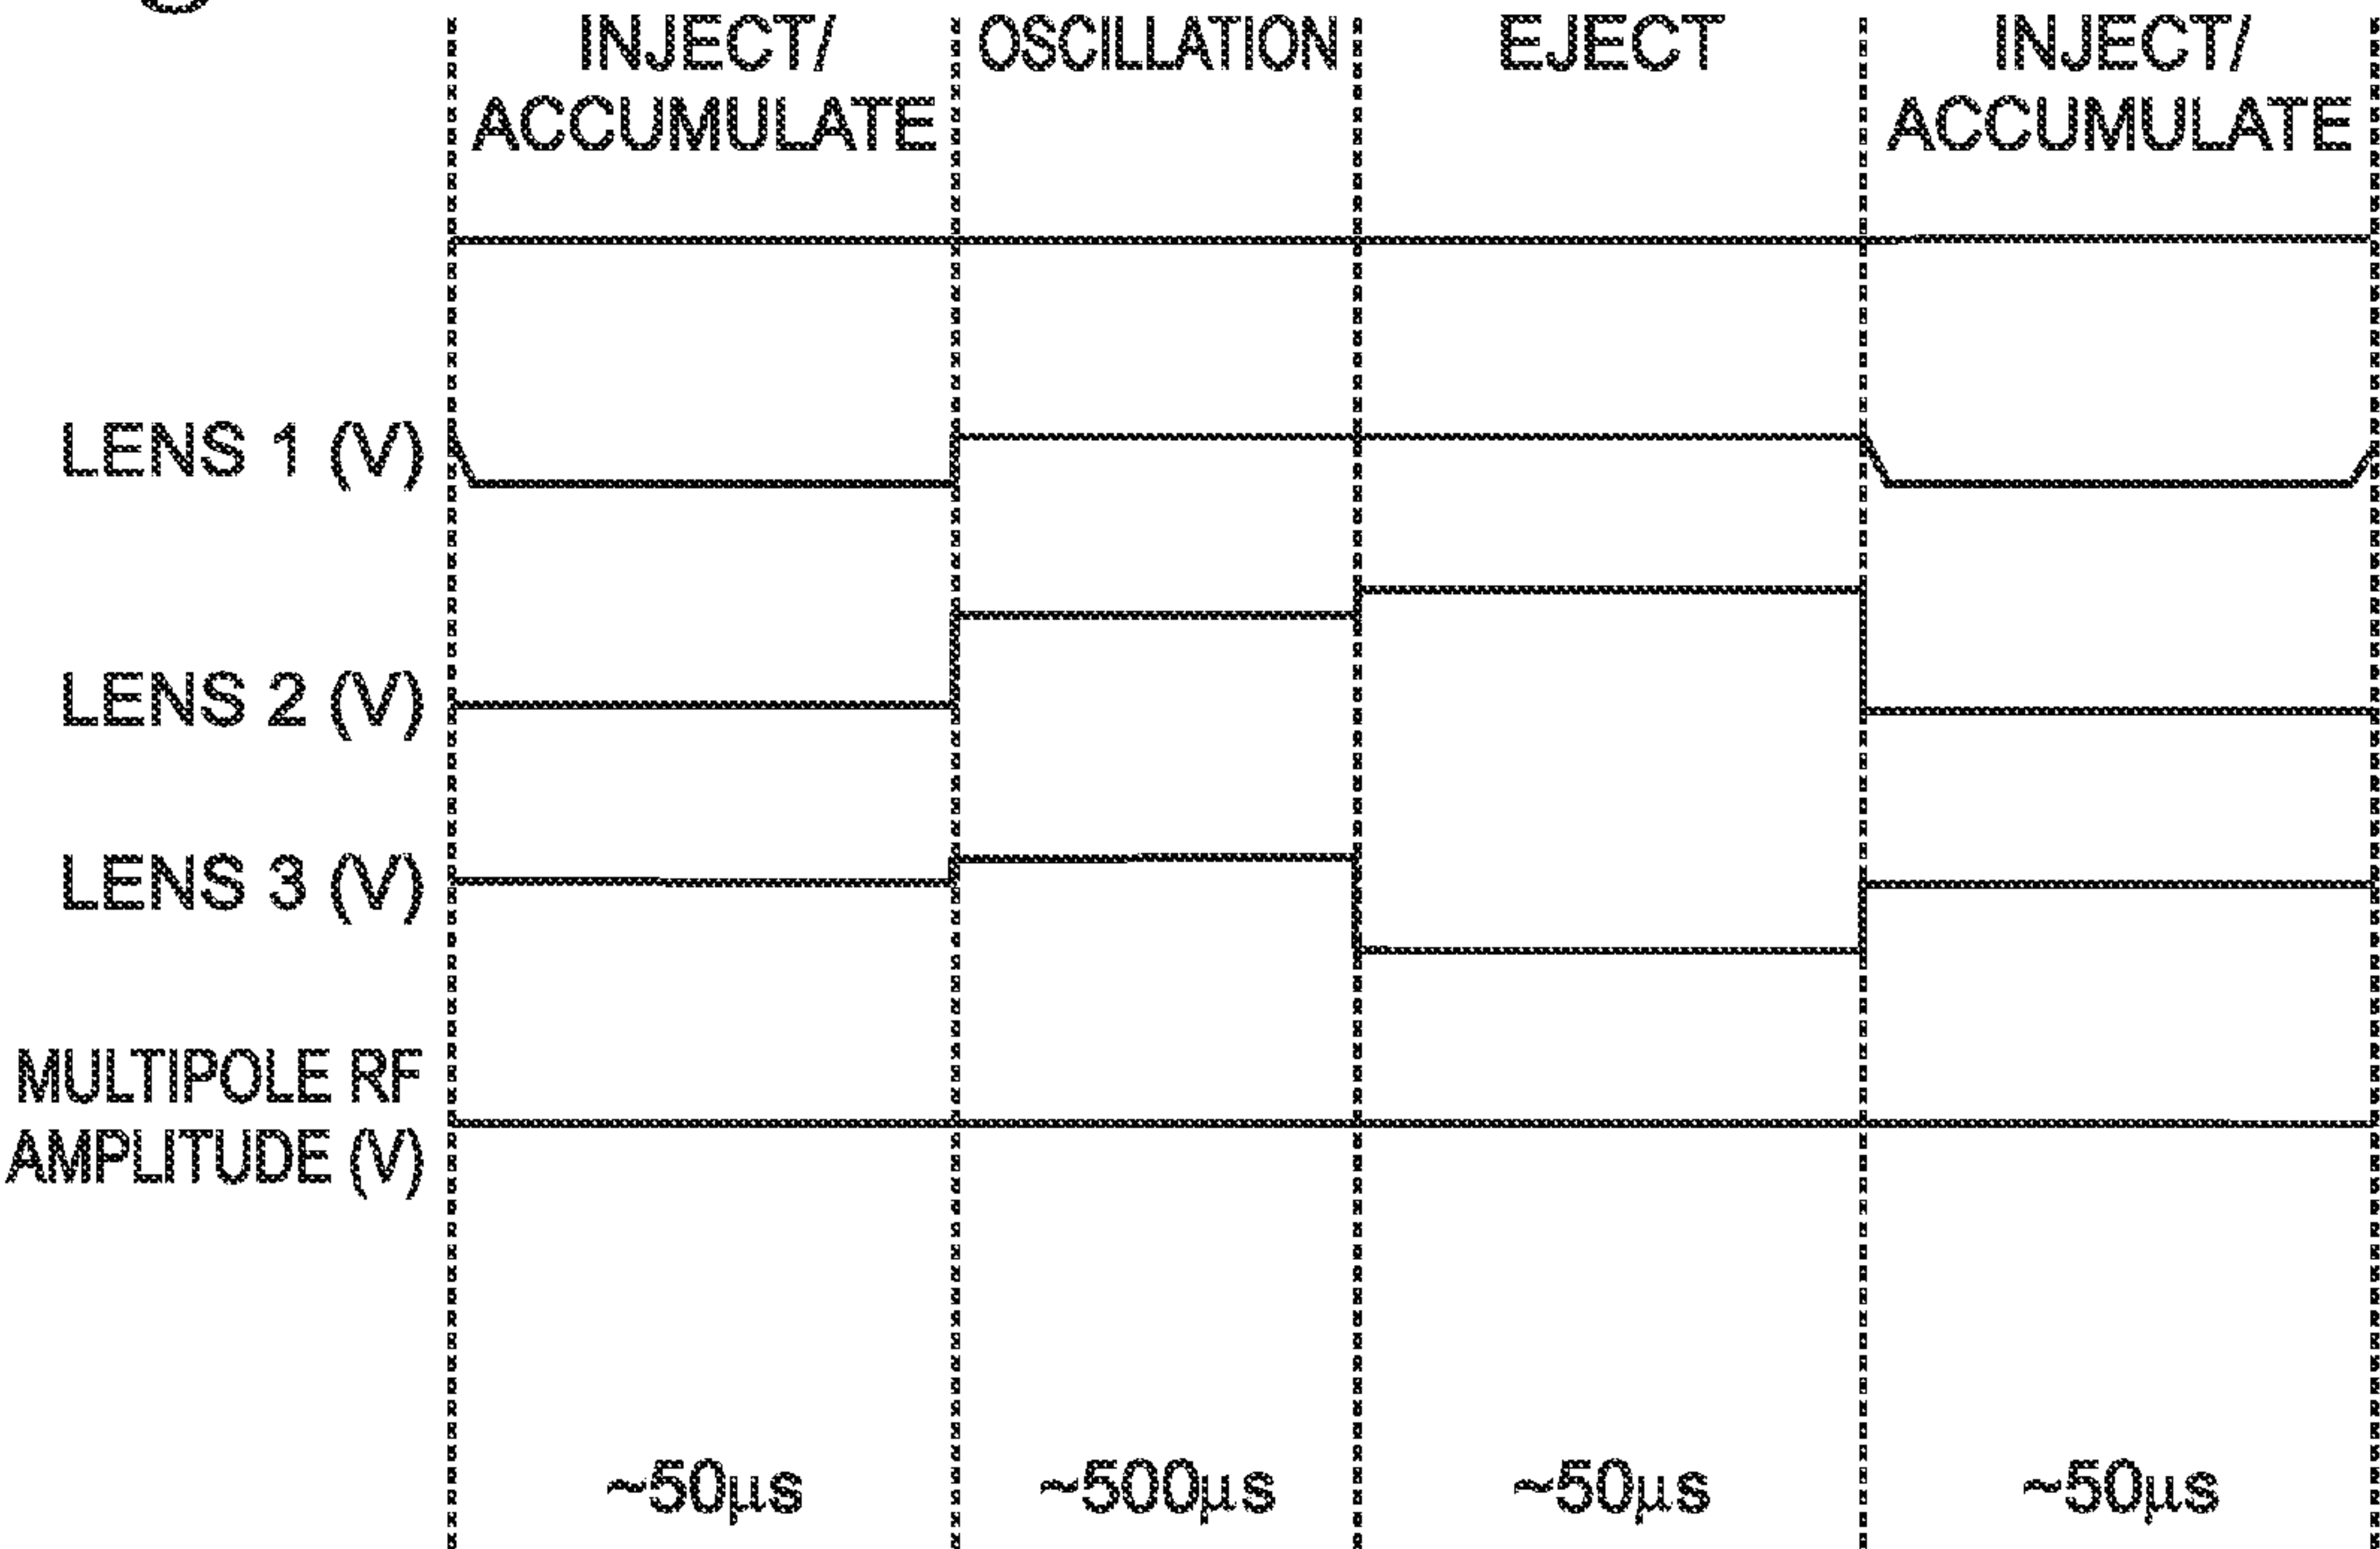 INJECT/ OSCILLATION EJECT INJECT/
ACCUMULATE ACCUMULATE
LENS 1 (V)
LENS 2 (V)
LENS 3 (V)
MULTIPOLE RF
AMPLITUDE (V)
~50µs ~500µs ~50µs ~50µs